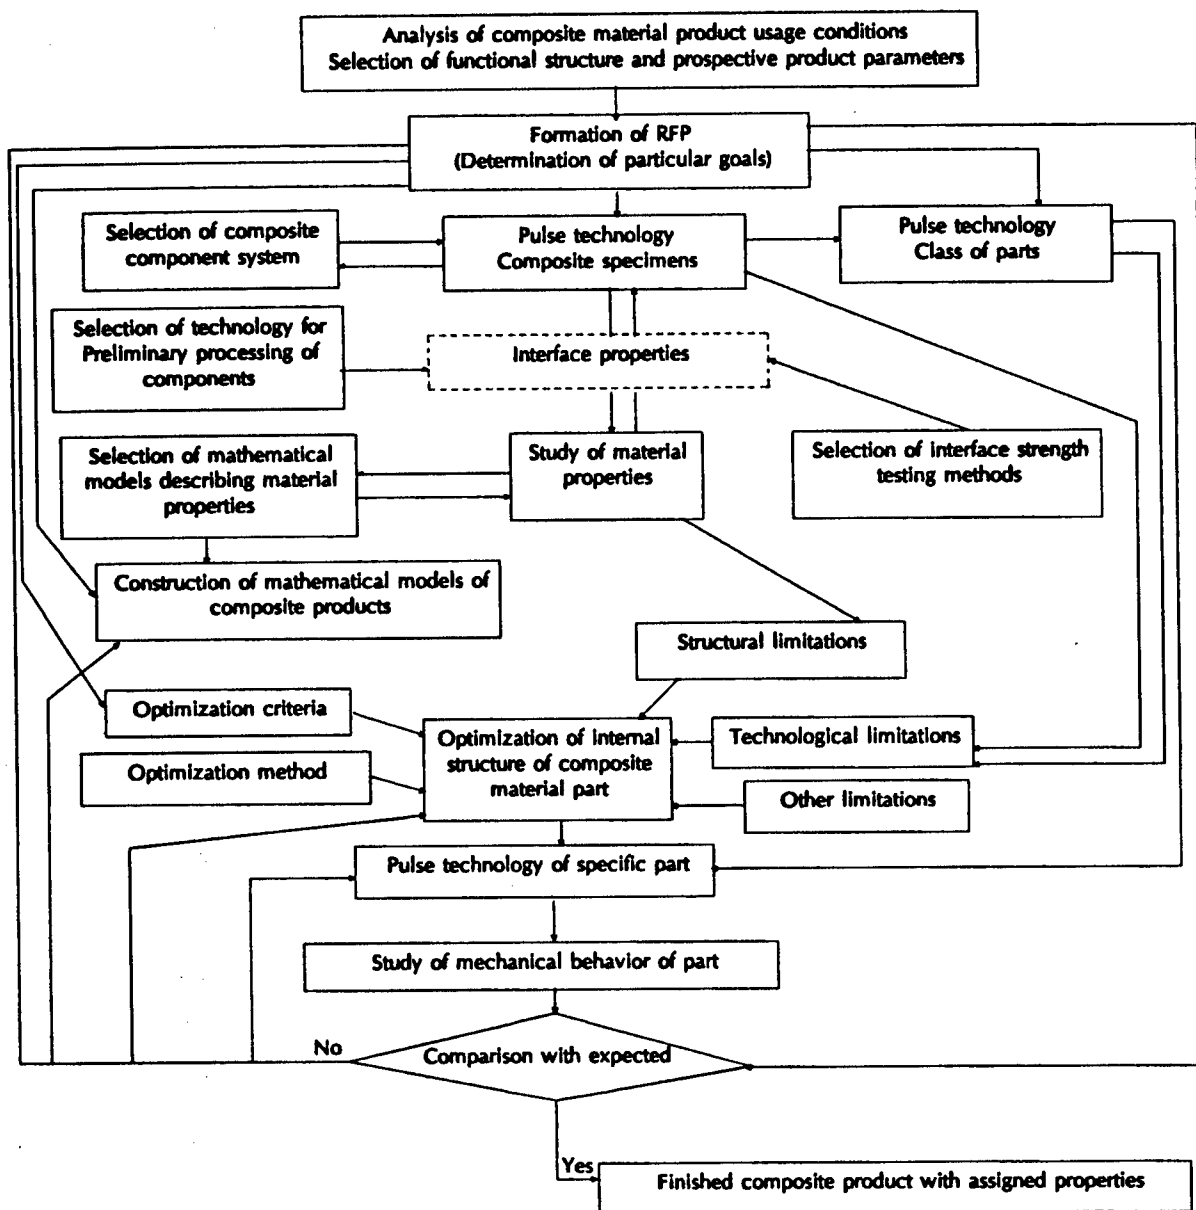 Analysis of composite material product usage conditions
Selection of functional structure and prospective product parameters
Formation of RFP
(Determination of particular goals)
Selection of composite
component system
Pulse technology
Composite specimens
Pulse technology
Class of parts
Selection of technology for
Preliminary processing of
components
Interface properties
Selection of mathematical
models describing material
properties
Study of material
properties
Selection of interface strength
testing methods
Construction of mathematical models of
composite products
Structural limitations
Optimization criteria
Optimization of internal
structure of composite
material part
Technological limitations
Optimization method
Other limitations
Pulse technology of specific part
Study of mechanical behavior of part
No
Comparison with expected
Yes
Finished composite product with assigned properties